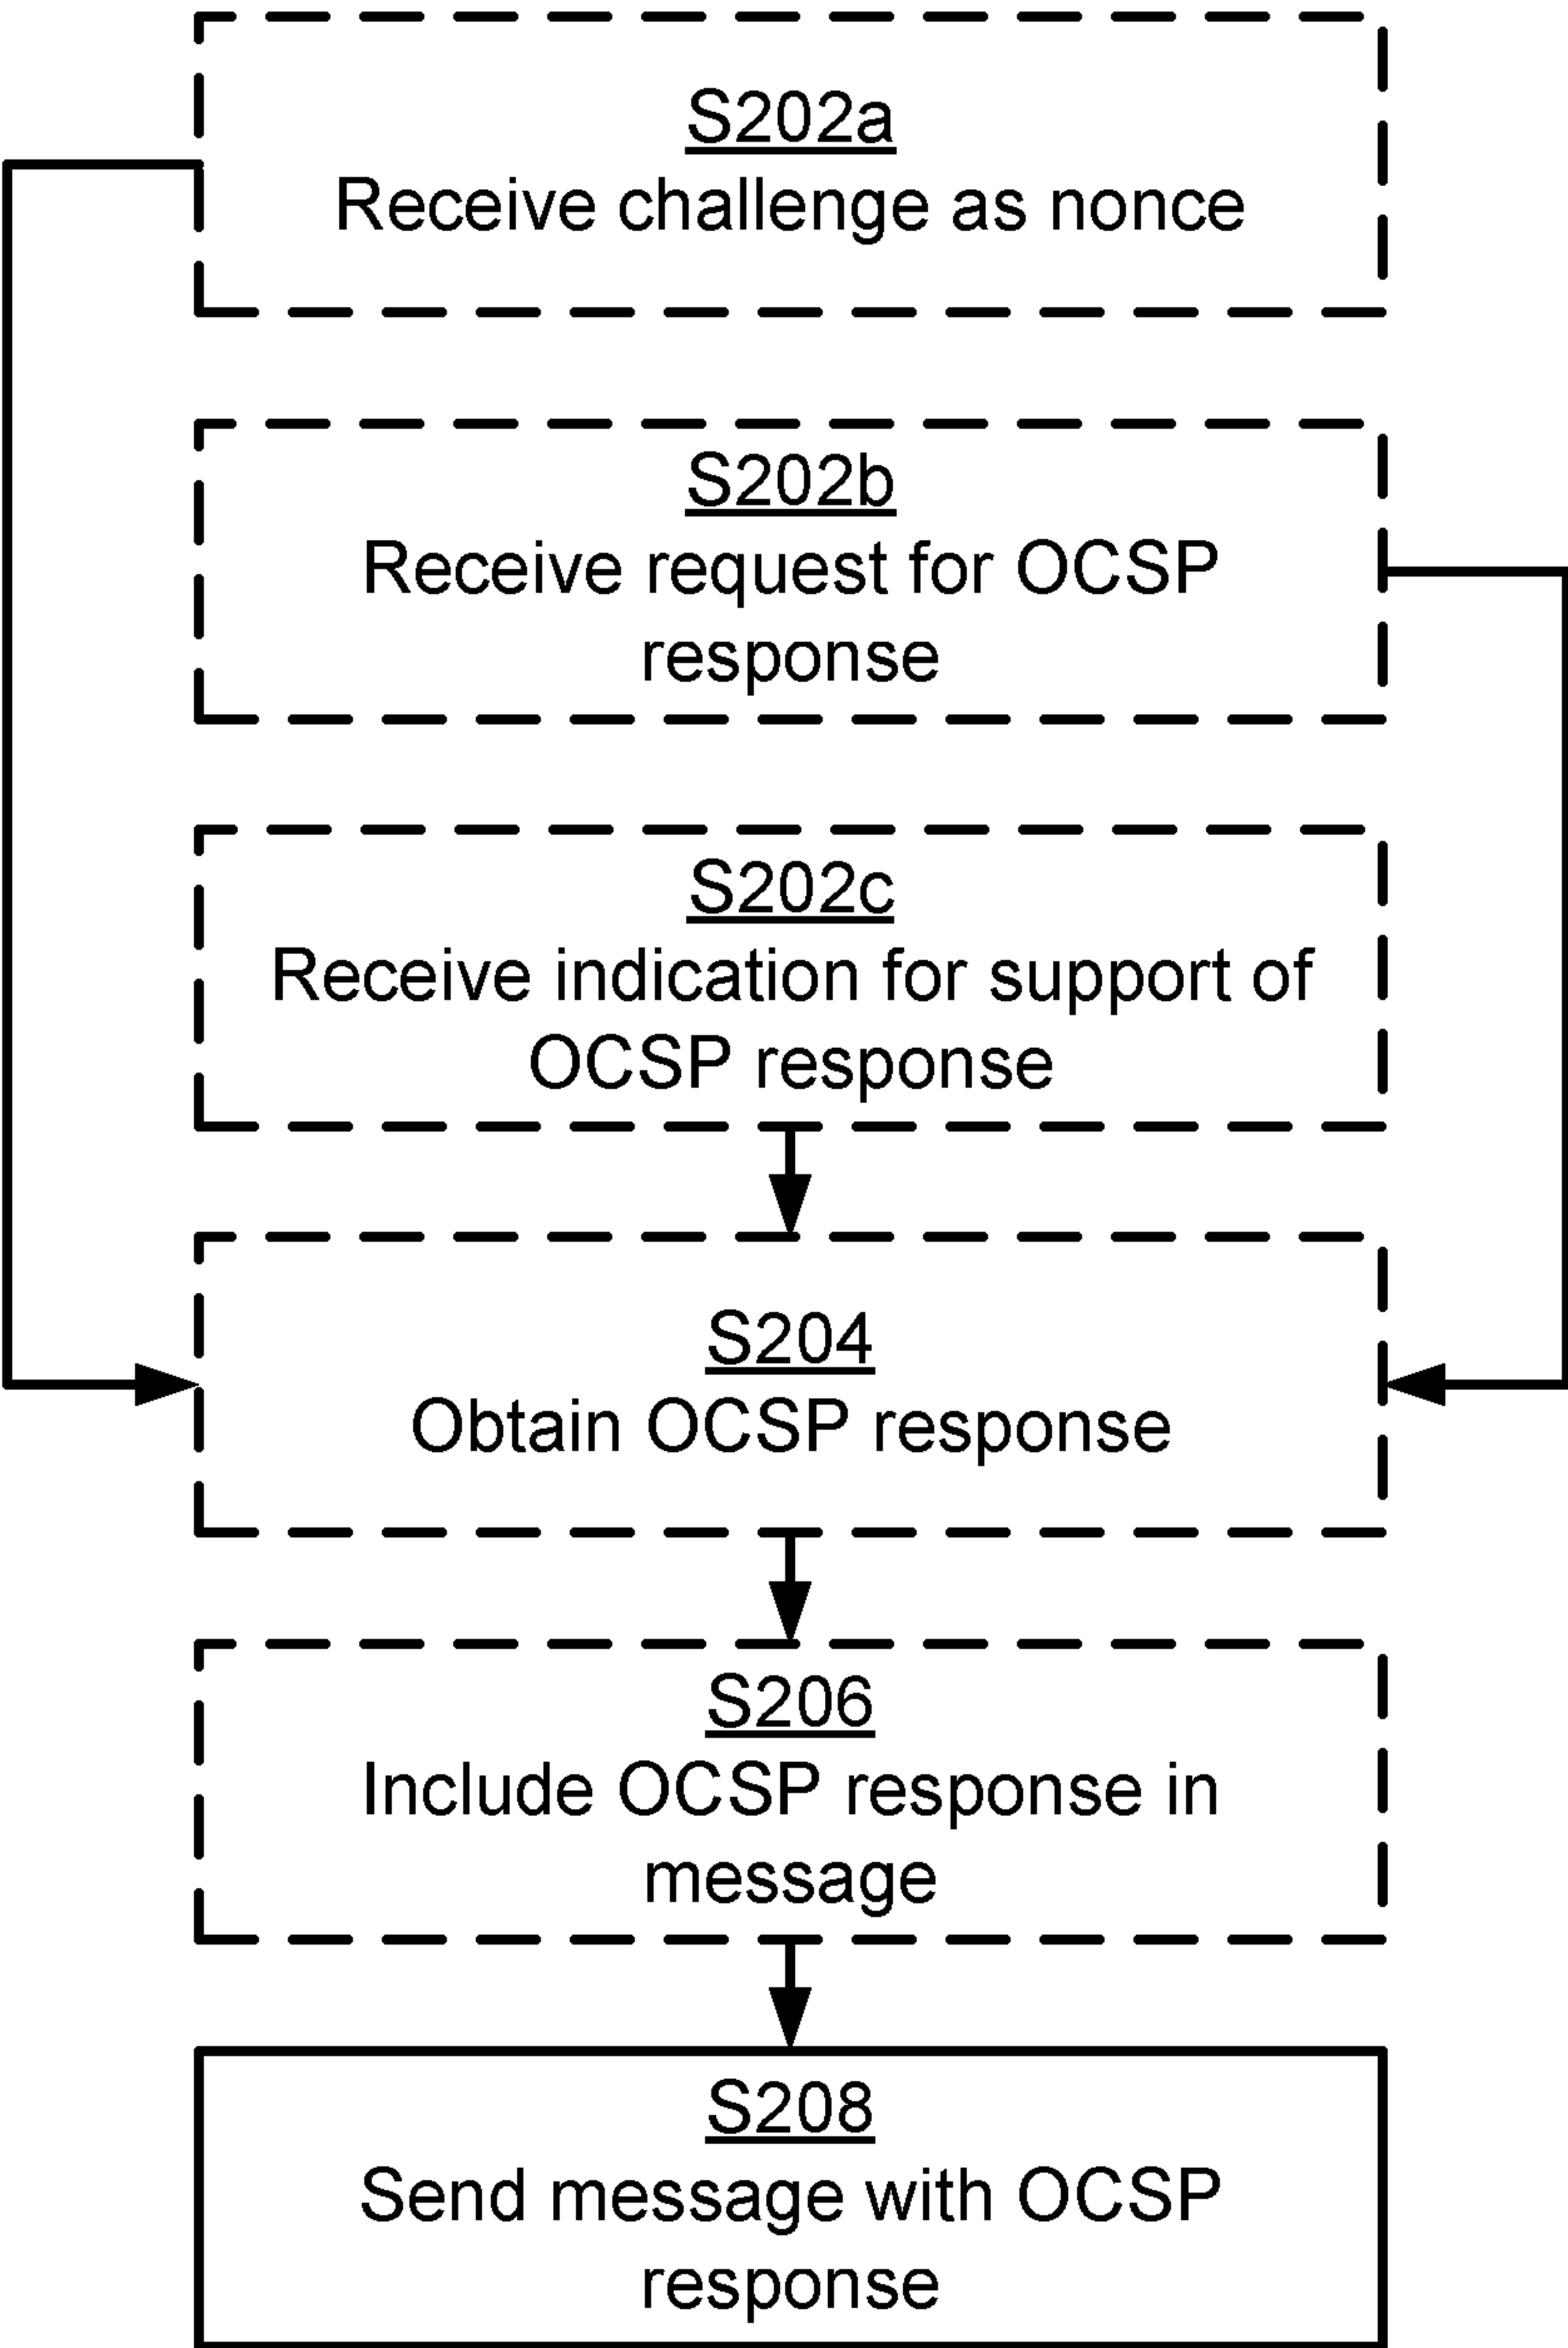 S202a
Receive challenge as nonce
S202b
Receive request for OCSP
response
S202c
Receive indication for support of
OCSP response
S204
Obtain OCSP response
S206
Include OCSP response in
message
S208
Send message with OCSP
response